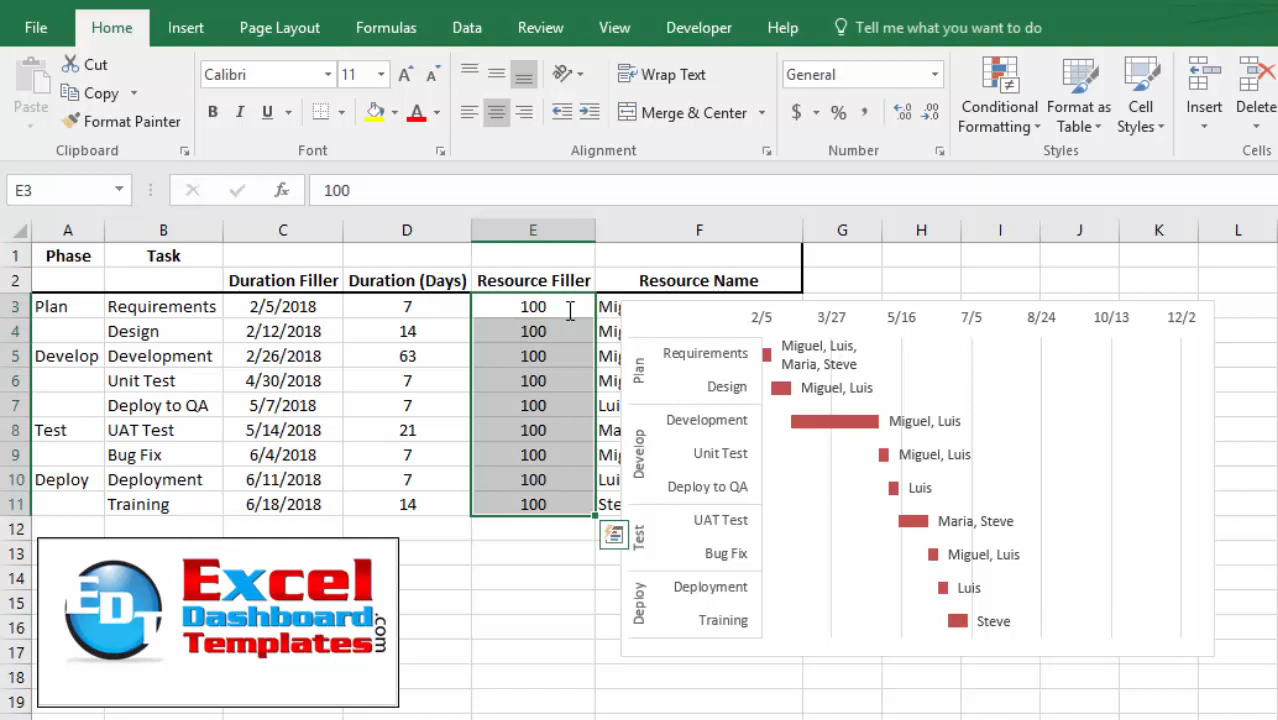 File Home Insert Page Layout Formulas Data Review View Developer Help Tell me what you want to do
Cut
Copy
Format Painter
Paste
Clipboard
Calibri 11 A A
B I U A
Font
Wrap Text
Merge & Center
Alignment
General
$ % , .0 .00 .00 .0
Number
Conditional Formatting
Format as Table
Cell Styles
Styles
Insert Delete
Cells
E3 fx 100
A B C D E F G H I J K L
1 Phase Task
2 Duration Filler Duration (Days) Resource Filler Resource Name
3 Plan Requirements 2/5/2018 7 100
4 Design 2/12/2018 14 100
5 Develop Development 2/26/2018 63 100
6 Unit Test 4/30/2018 7 100
7 Deploy to QA 5/7/2018 7 100
8 Test UAT Test 5/14/2018 21 100
9 Bug Fix 6/4/2018 7 100
10 Deploy Deployment 6/11/2018 7 100
11 Training 6/18/2018 14 100
12
13
14
15
16
17
18
19
2/5 3/27 5/16 7/5 8/24 10/13 12/2
Plan
Requirements Miguel, Luis,
Maria, Steve
Design Miguel, Luis
Develop
Development Miguel, Luis
Unit Test Miguel, Luis
Deploy to QA Luis
Test
UAT Test Maria, Steve
Bug Fix Miguel, Luis
Deploy
Deployment Luis
Training Steve
EDT
Excel
Dashboard
Templates
.com